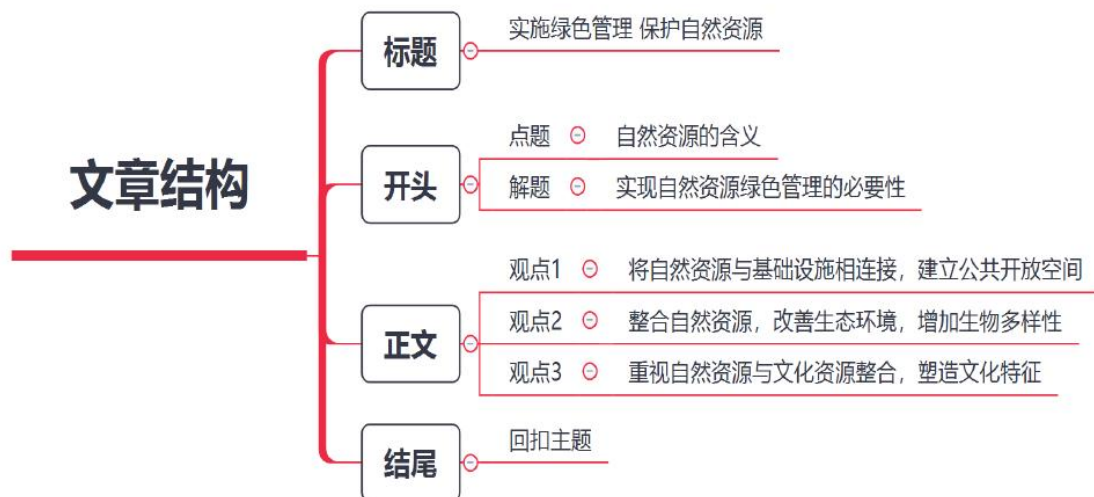 文章结构
标题
实施绿色管理 保护自然资源
开头
点题 自然资源的含义
解题 实现自然资源绿色管理的必要性
正文
观点1 将自然资源与基础设施相连接，建立公共开放空间
观点2 整合自然资源，改善生态环境，增加生物多样性
观点3 重视自然资源与文化资源整合，塑造文化特征
结尾
回扣主题